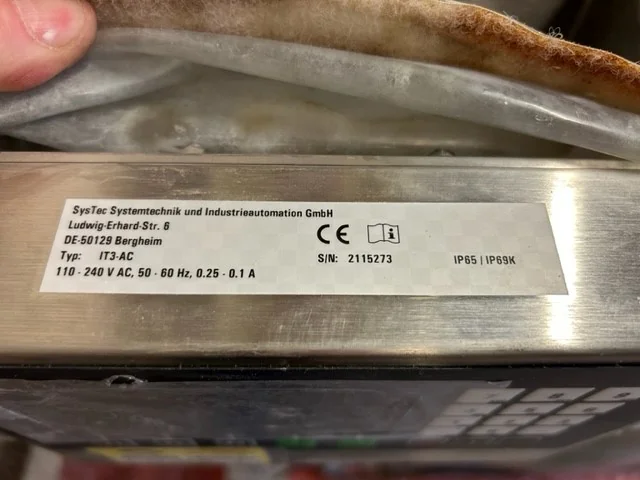 SysTec Systemtechnik und Industrieautomation GmbH
Ludwig-Erhard-Str. 6
DE-50129 Bergheim
Typ: IT3-AC
110 - 240 V AC, 50 - 60 Hz, 0.25 - 0.1 A
CE
S/N: 2115273
IP65 / IP69K